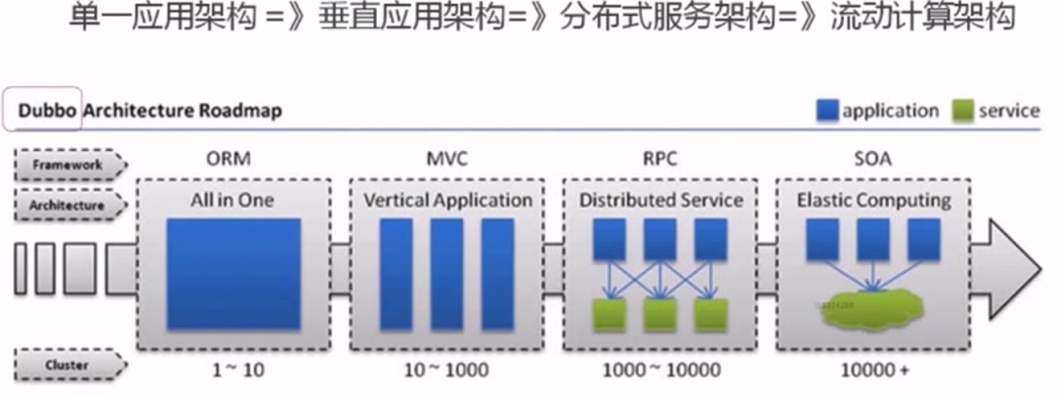 单一应用架构 =》垂直应用架构=》分布式服务架构=》流动计算架构
Dubbo Architecture Roadmap
application service
Framework ORM MVC RPC SOA
Architecture All in One Vertical Application Distributed Service Elastic Computing
Cluster 1 ~ 10 10 ~ 1000 1000 ~ 10000 10000 +